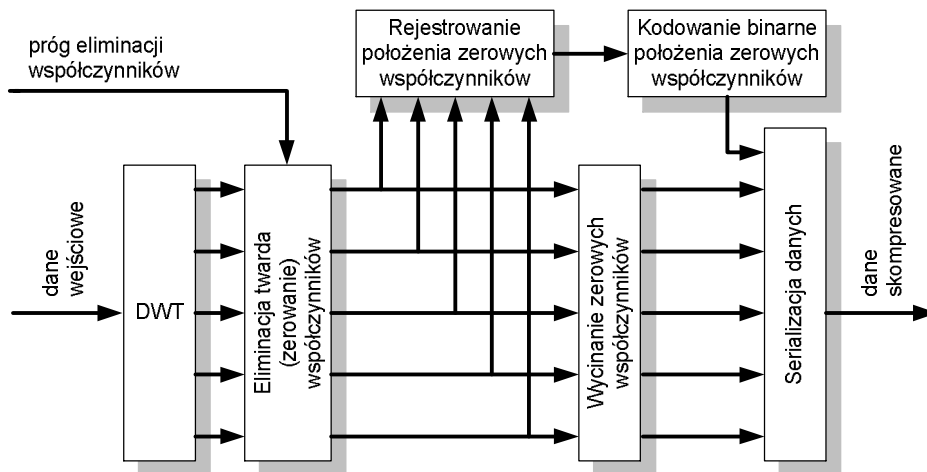 próg eliminacji
współczynników
Rejestrowanie
położenia zerowych
współczynników
Kodowanie binarne
położenia zerowych
współczynników
dane
wejściowe
DWT
Eliminacja twarda
(zerowanie)
współczynników
Wycinanie zerowych
współczynników
Serializacja danych
dane
skompresowane